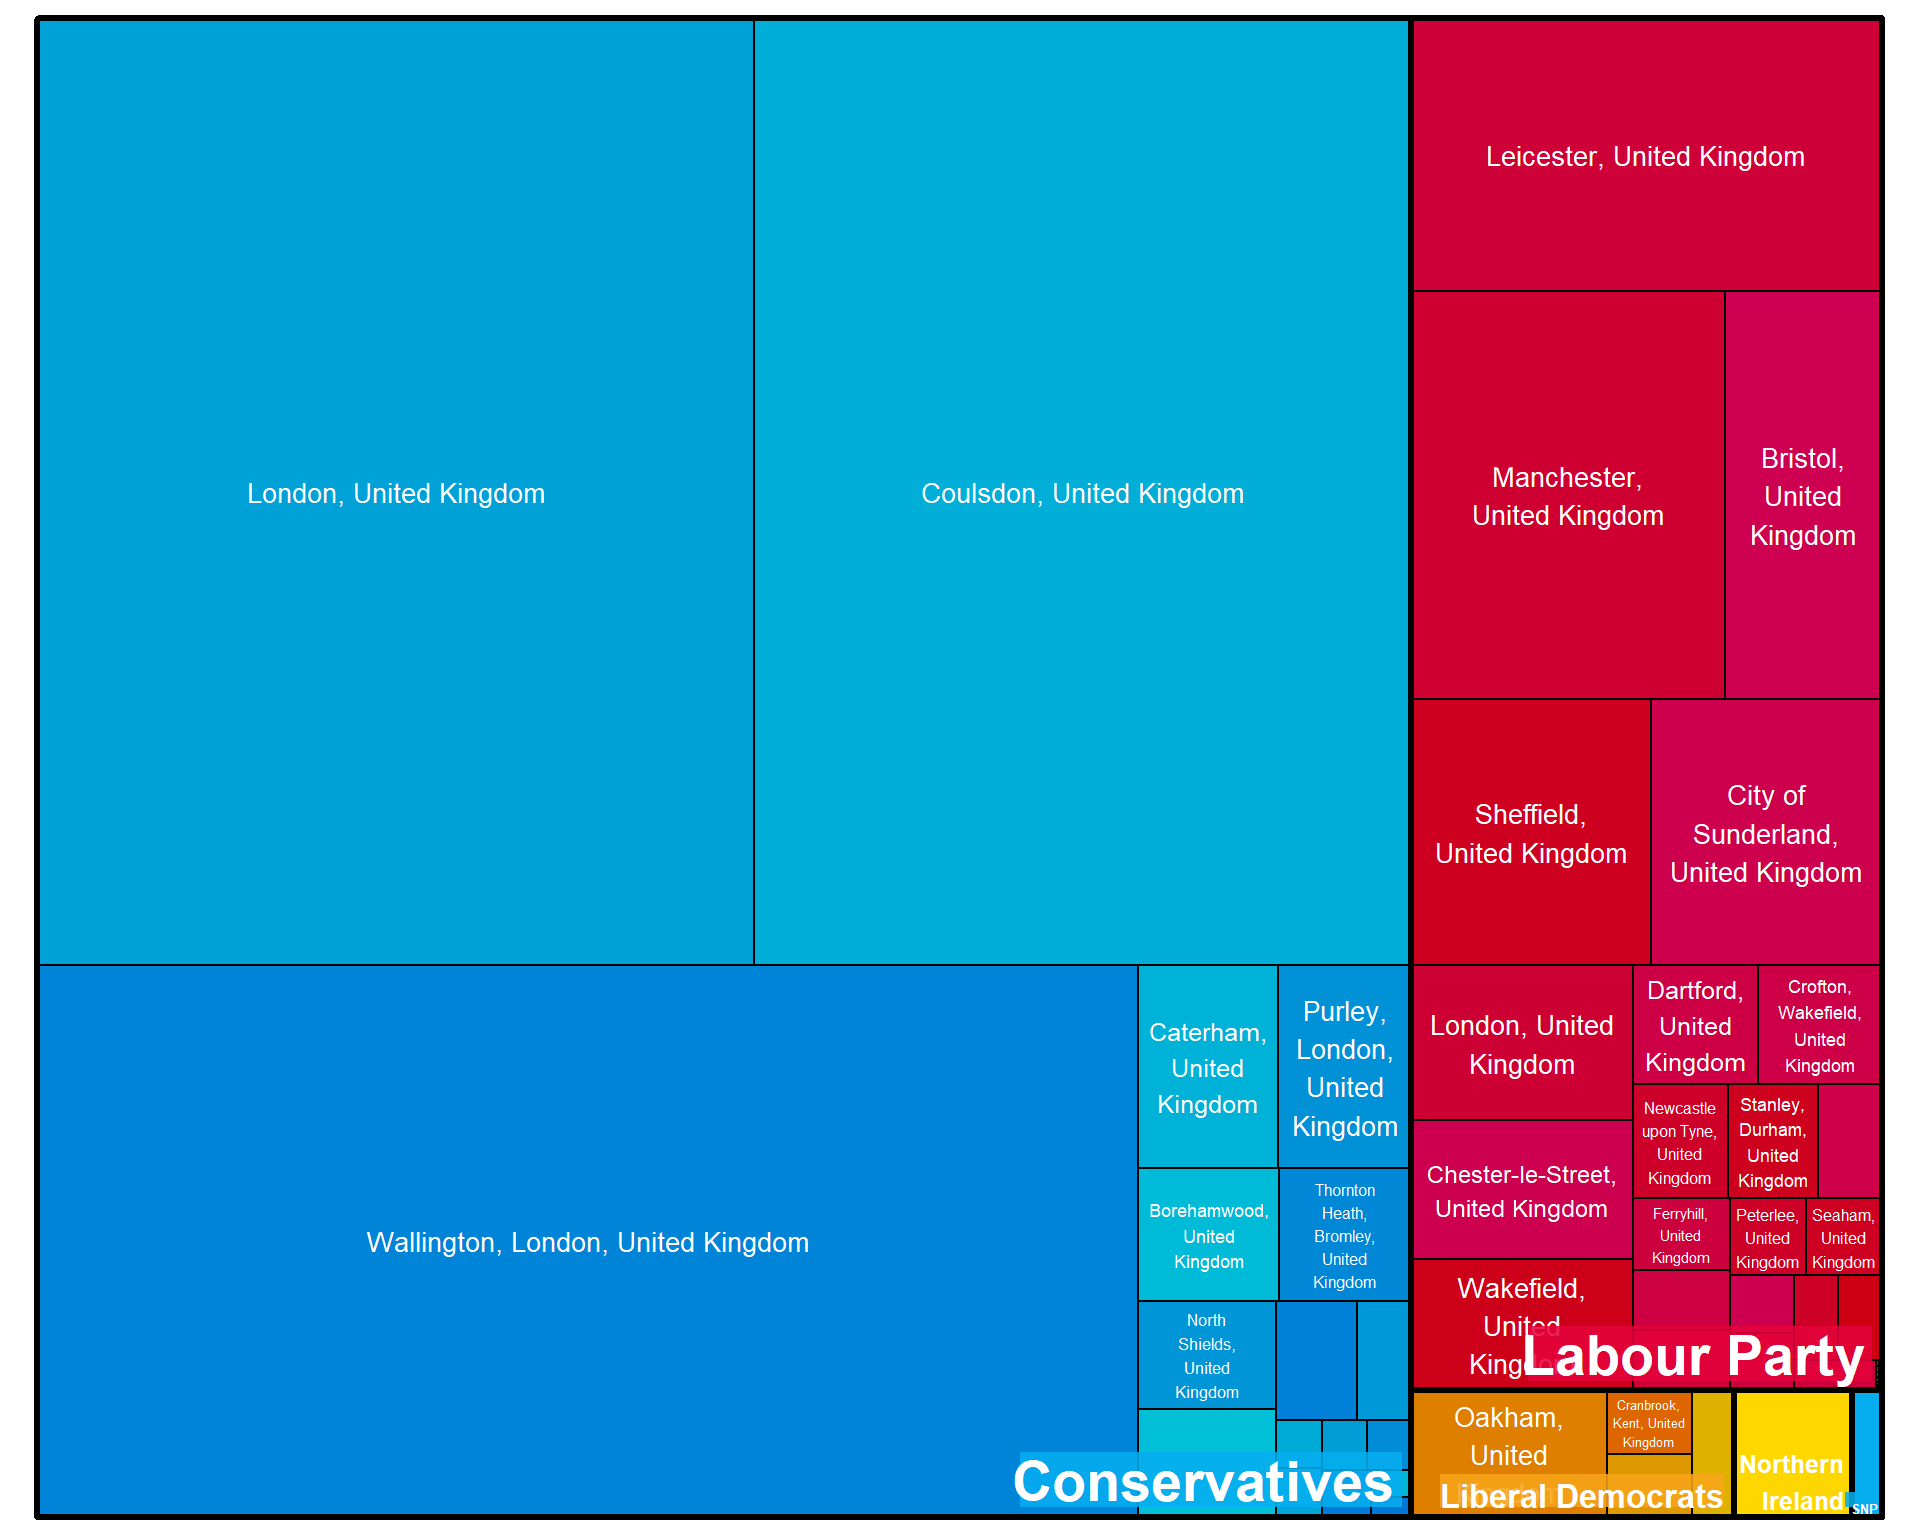 London, United Kingdom
Coulsdon, United Kingdom
Wallington, London, United Kingdom
Caterham,
United
Kingdom
Purley,
London,
United
Kingdom
Borehamwood,
United
Kingdom
Thornton
Heath,
Bromley,
United
Kingdom
North
Shields,
United
Kingdom
Conservatives
Leicester, United Kingdom
Manchester,
United Kingdom
Bristol,
United
Kingdom
Sheffield,
United Kingdom
City of
Sunderland,
United Kingdom
London, United
Kingdom
Dartford,
United
Kingdom
Crofton,
Wakefield,
United
Kingdom
Chester-le-Street,
United Kingdom
Newcastle
upon Tyne,
United
Kingdom
Stanley,
Durham,
United
Kingdom
Ferryhill,
United
Kingdom
Peterlee,
United
Kingdom
Seaham,
United
Kingdom
Wakefield,
United
Kingdom
Labour Party
Oakham,
United
Kingdom
Cranbrook,
Kent, United
Kingdom
Liberal Democrats
Northern
Ireland
SNP